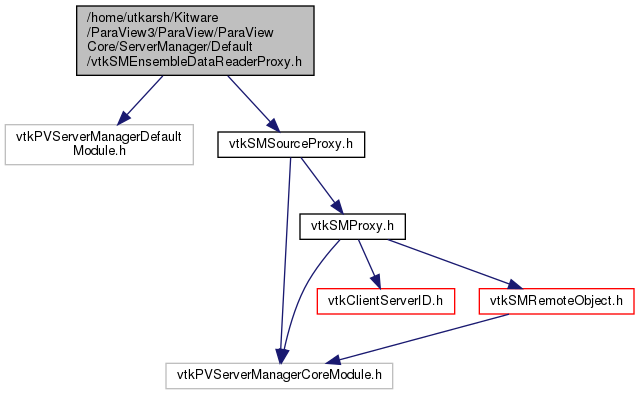 /home/utkarsh/Kitware
/ParaView3/ParaView/ParaView
Core/ServerManager/Default
/vtkSMEnsembleDataReaderProxy.h
vtkPVServerManagerDefault
Module.h
vtkSMSourceProxy.h
vtkSMProxy.h
vtkClientServerID.h
vtkSMRemoteObject.h
vtkPVServerManagerCoreModule.h